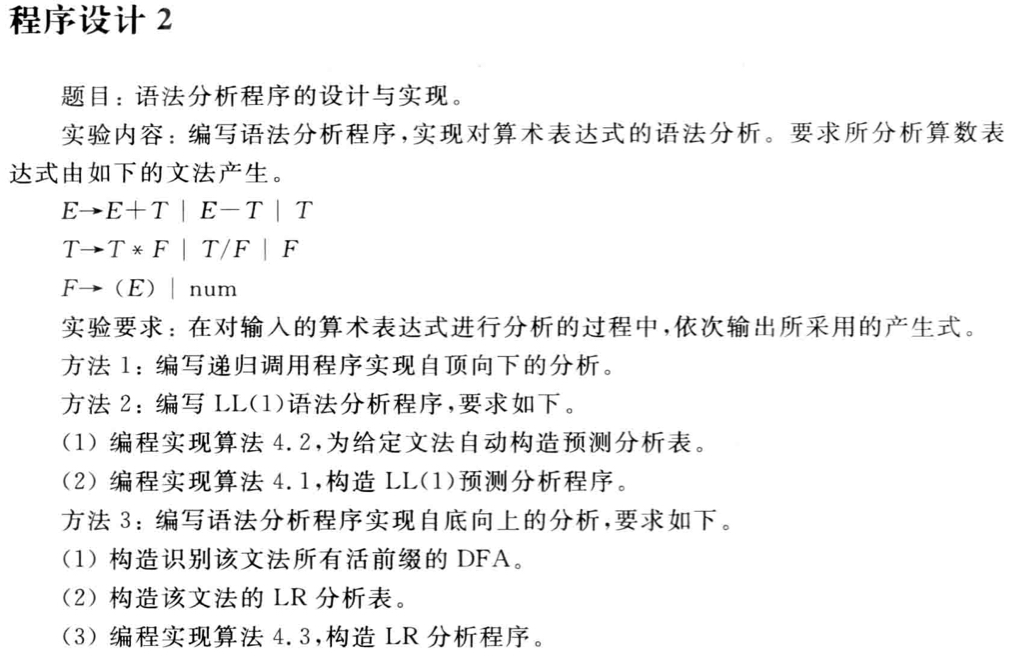 程序设计 2
题目：语法分析程序的设计与实现。
实验内容：编写语法分析程序,实现对算术表达式的语法分析。要求所分析算数表
达式由如下的文法产生。
E→E+T | E−T | T
T→T * F | T/F | F
F→ (E) | num
实验要求：在对输入的算术表达式进行分析的过程中,依次输出所采用的产生式。
方法 1：编写递归调用程序实现自顶向下的分析。
方法 2：编写 LL(1)语法分析程序,要求如下。
(1) 编程实现算法 4.2,为给定文法自动构造预测分析表。
(2) 编程实现算法 4.1,构造 LL(1)预测分析程序。
方法 3：编写语法分析程序实现自底向上的分析,要求如下。
(1) 构造识别该文法所有活前缀的 DFA。
(2) 构造该文法的 LR 分析表。
(3) 编程实现算法 4.3,构造 LR 分析程序。